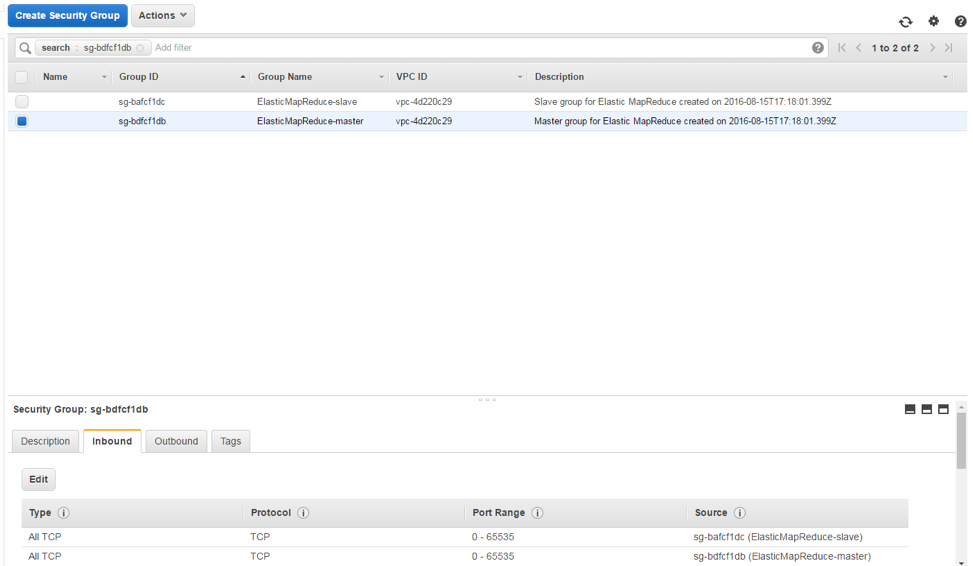 Create Security Group Actions
search : sg-bdfcf1db Add filter 1 to 2 of 2
Name Group ID Group Name VPC ID Description
sg-bafcf1dc ElasticMapReduce-slave vpc-4d220c29 Slave group for Elastic MapReduce created on 2016-08-15T17:18:01.399Z
sg-bdfcf1db ElasticMapReduce-master vpc-4d220c29 Master group for Elastic MapReduce created on 2016-08-15T17:18:01.399Z
Security Group: sg-bdfcf1db
Description Inbound Outbound Tags
Edit
Type Protocol Port Range Source
All TCP TCP 0 - 65535 sg-bafcf1dc (ElasticMapReduce-slave)
All TCP TCP 0 - 65535 sg-bdfcf1db (ElasticMapReduce-master)